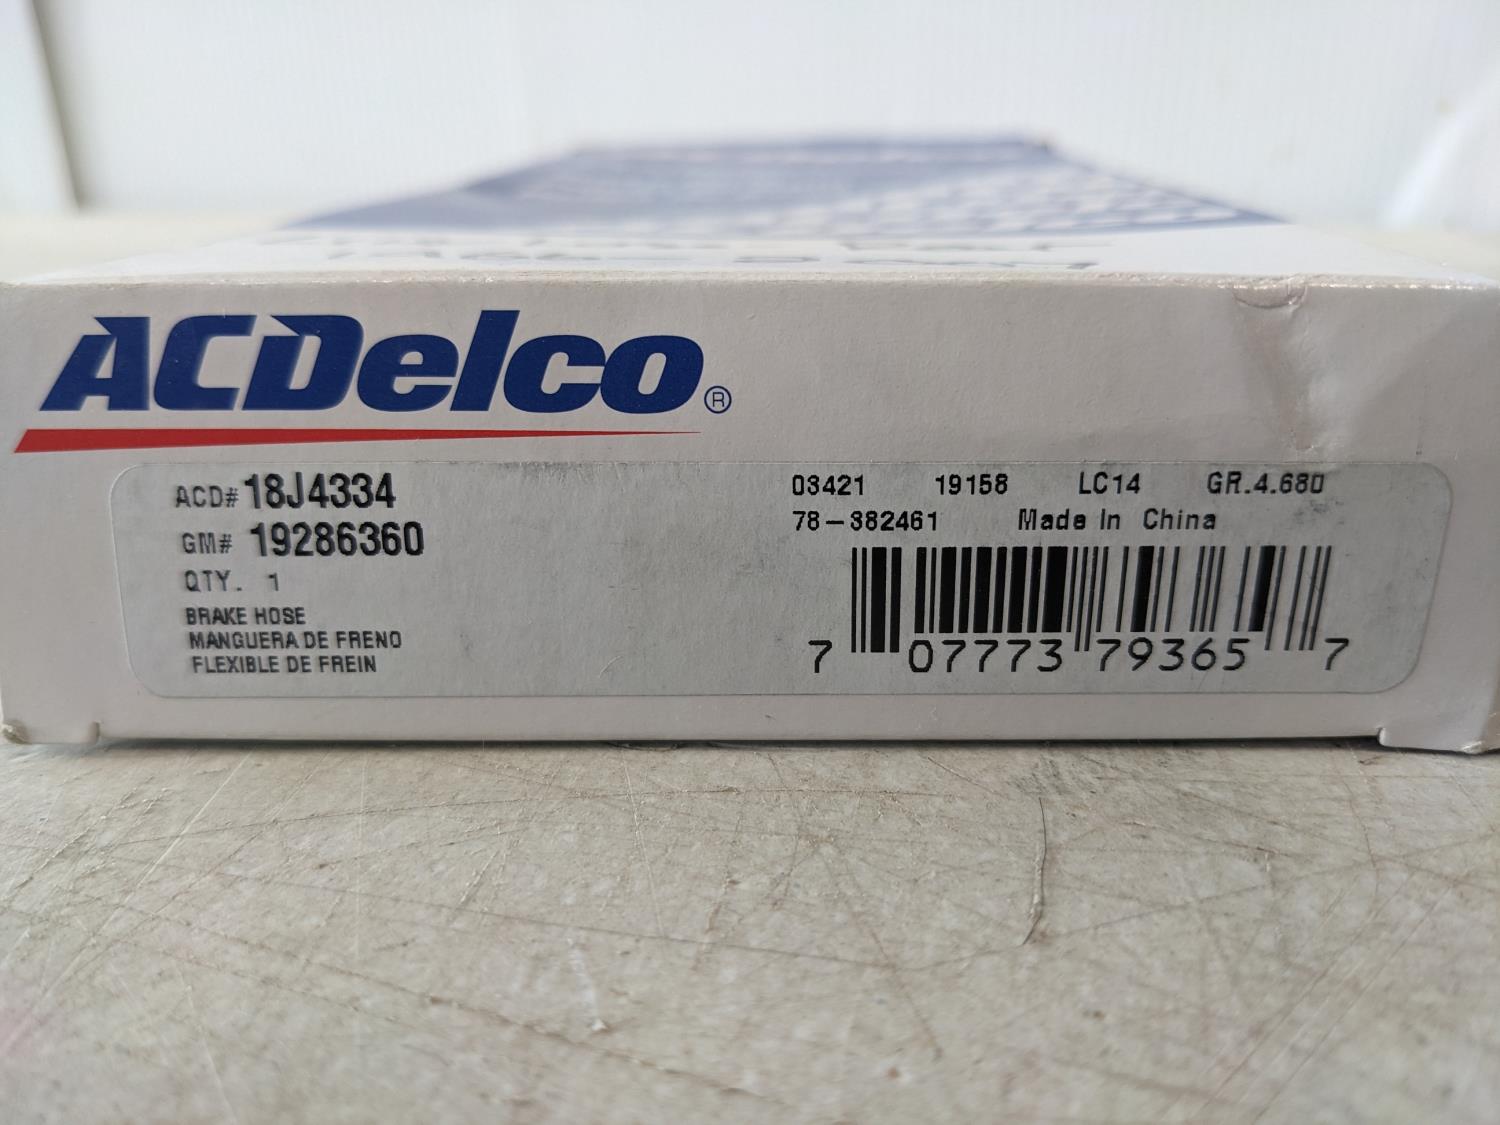 ACDelco®
ACD# 18J4334
GM# 19286360
QTY. 1
BRAKE HOSE
MANGUERA DE FRENO
FLEXIBLE DE FREIN
03421 19158 LC14 GR.4.680
78-382461 Made In China
7 07773 79365 7